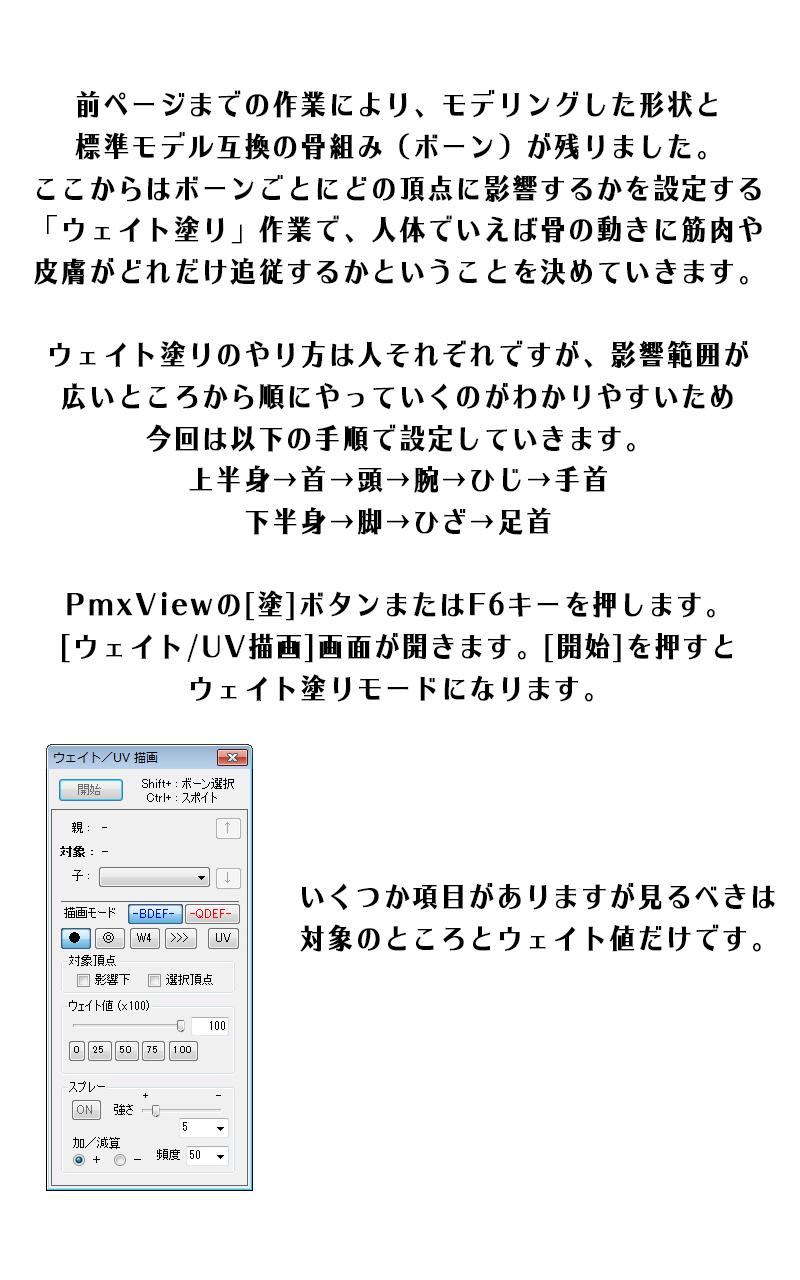 前ページまでの作業により、モデリングした形状と
標準モデル互換の骨組み（ボーン）が残りました。
ここからはボーンごとにどの頂点に影響するかを設定する
「ウェイト塗り」作業で、人体でいえば骨の動きに筋肉や
皮膚がどれだけ追従するかということを決めていきます。
ウェイト塗りのやり方は人それぞれですが、影響範囲が
広いところから順にやっていくのがわかりやすいため
今回は以下の手順で設定していきます。
上半身→首→頭→腕→ひじ→手首
下半身→脚→ひざ→足首
PmxViewの[塗]ボタンまたはF6キーを押します。
[ウェイト/UV描画]画面が開きます。[開始]を押すと
ウェイト塗りモードになります。
ウェイト／UV 描画
開始
Shift+ : ボーン選択
Ctrl+ : スポイト
親 : -
↑
対象 : -
子 :
↓
描画モード -BDEF- -QDEF-
● ◎ W4 >>> UV
対象頂点
影響下 選択頂点
ウェイト値 (x100)
100
0 25 50 75 100
スプレー
+ -
ON 強さ
5
加／減算
+ - 頻度 50
いくつか項目がありますが見るべきは
対象のところとウェイト値だけです。